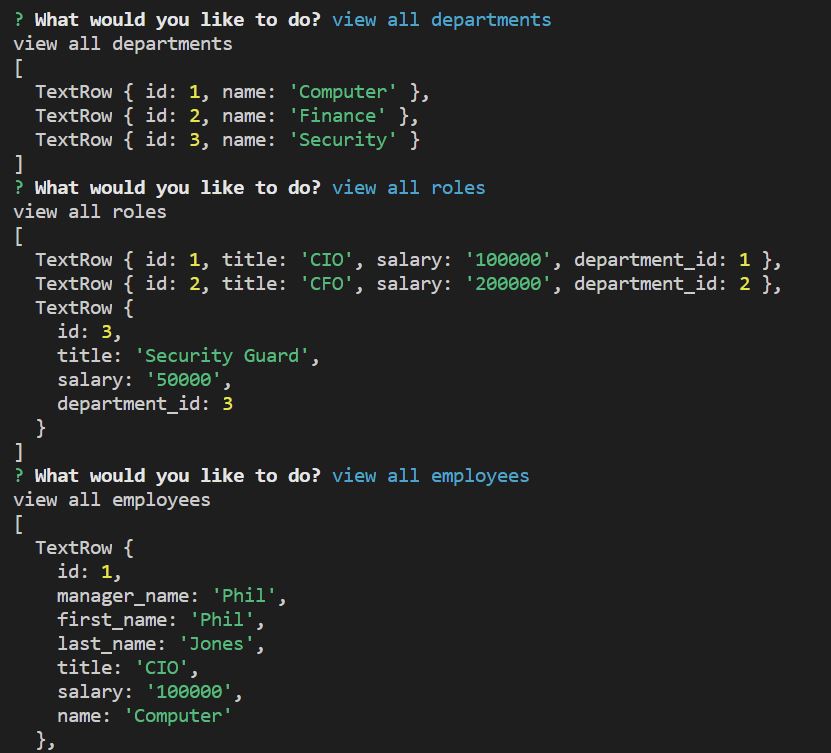 ? What would you like to do? view all departments
view all departments
[
  TextRow { id: 1, name: 'Computer' },
  TextRow { id: 2, name: 'Finance' },
  TextRow { id: 3, name: 'Security' }
]
? What would you like to do? view all roles
view all roles
[
  TextRow { id: 1, title: 'CIO', salary: '100000', department_id: 1 },
  TextRow { id: 2, title: 'CFO', salary: '200000', department_id: 2 },
  TextRow {
    id: 3,
    title: 'Security Guard',
    salary: '50000',
    department_id: 3
  }
]
? What would you like to do? view all employees
view all employees
[
  TextRow {
    id: 1,
    manager_name: 'Phil',
    first_name: 'Phil',
    last_name: 'Jones',
    title: 'CIO',
    salary: '100000',
    name: 'Computer'
  },